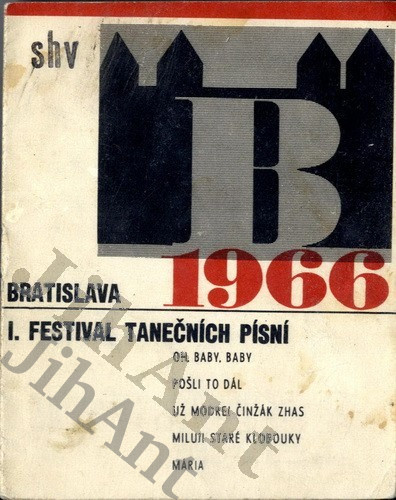 shv
B
1966
BRATISLAVA
I. FESTIVAL TANEČNÍCH PÍSNÍ
OH, BABY, BABY
POŠLI TO DÁL
UŽ MODREJ ČINŽÁK ZHAS
MILUJI STARÉ KLOBOUKY
MARIA
JihAnt
JihAnt